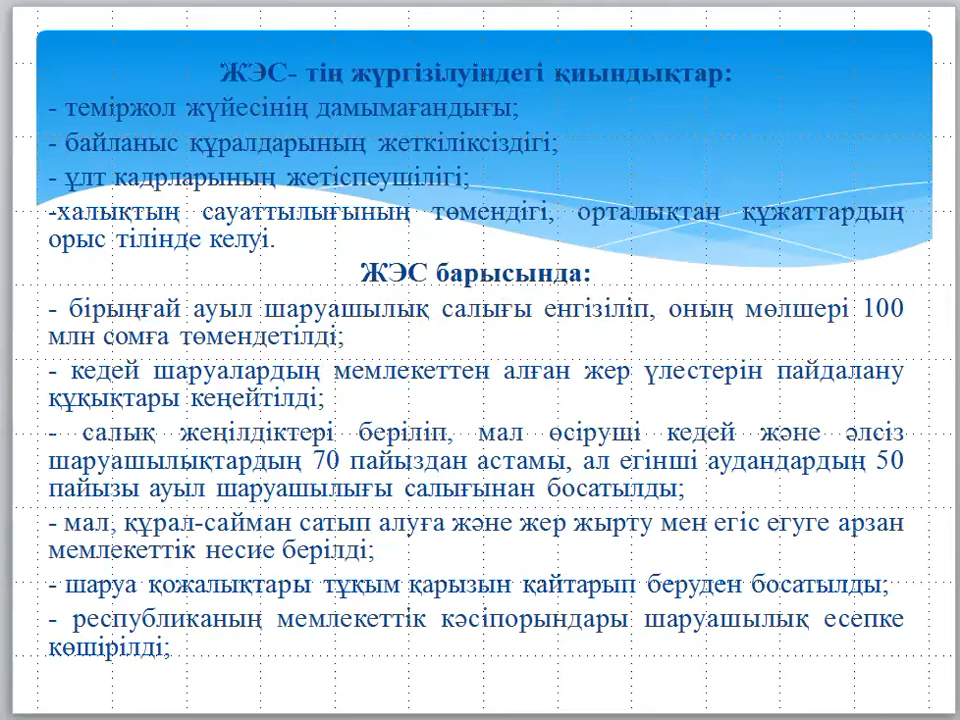 ЖЭС- тің жүргізілуіндегі қиындықтар:
- теміржол жүйесінің дамымағандығы;
- байланыс құралдарының жеткіліксіздігі;
- ұлт кадрларының жетіспеушілігі;
-халықтың сауаттылығының төмендігі, орталықтан құжаттардың
орыс тілінде келуі.
ЖЭС барысында:
- бірыңғай ауыл шаруашылық салығы енгізіліп, оның мөлшері 100
млн сомға төмендетілді;
- кедей шаруалардың мемлекеттен алған жер үлестерін пайдалану
құқықтары кеңейтілді;
- салық жеңілдіктері беріліп, мал өсіруші кедей және әлсіз
шаруашылықтардың 70 пайыздан астамы, ал егінші аудандардың 50
пайызы ауыл шаруашылығы салығынан босатылды;
- мал, құрал-сайман сатып алуға және жер жырту мен егіс егуге арзан
мемлекеттік несие берілді;
- шаруа қожалықтары тұқым қарызын қайтарып беруден босатылды;
- республиканың мемлекеттік кәсіпорындары шаруашылық есепке
көшірілді;